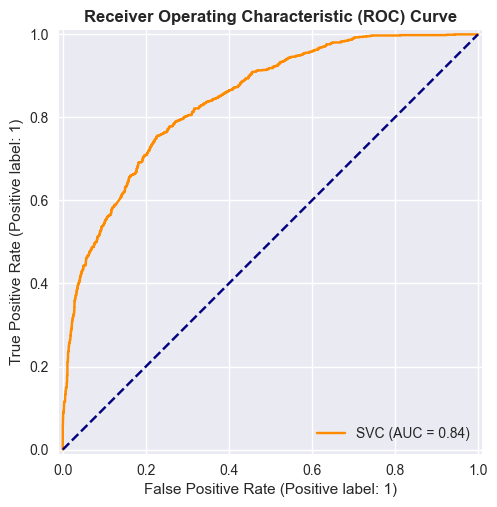 Receiver Operating Characteristic (ROC) Curve
True Positive Rate (Positive label: 1)
1.0
0.8
0.6
0.4
0.2
0.0
SVC (AUC = 0.84)
0.0 0.2 0.4 0.6 0.8 1.0
False Positive Rate (Positive label: 1)